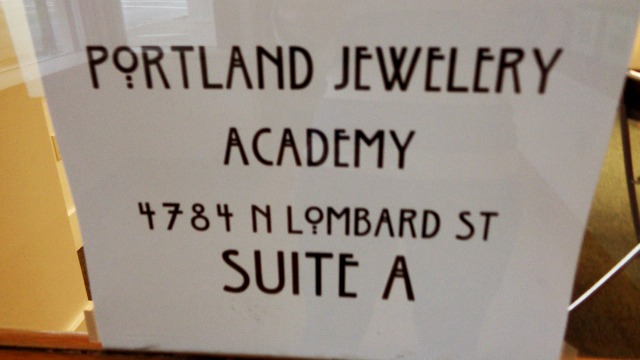 PORTLAND JEWELERY
ACADEMY
4784 N LOMBARD ST
SUITE A